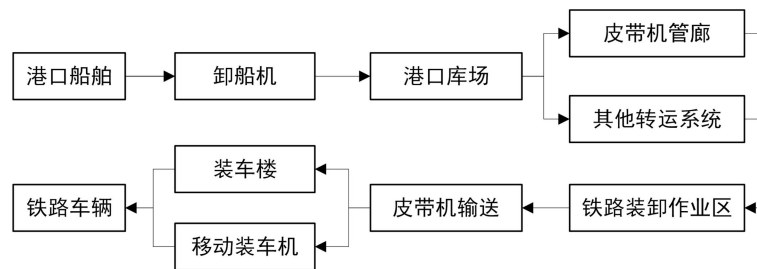 皮带机管廊
港口船舶
卸船机
港口库场
其他转运系统
装车楼
铁路车辆
皮带机输送
铁路装卸作业区
移动装车机